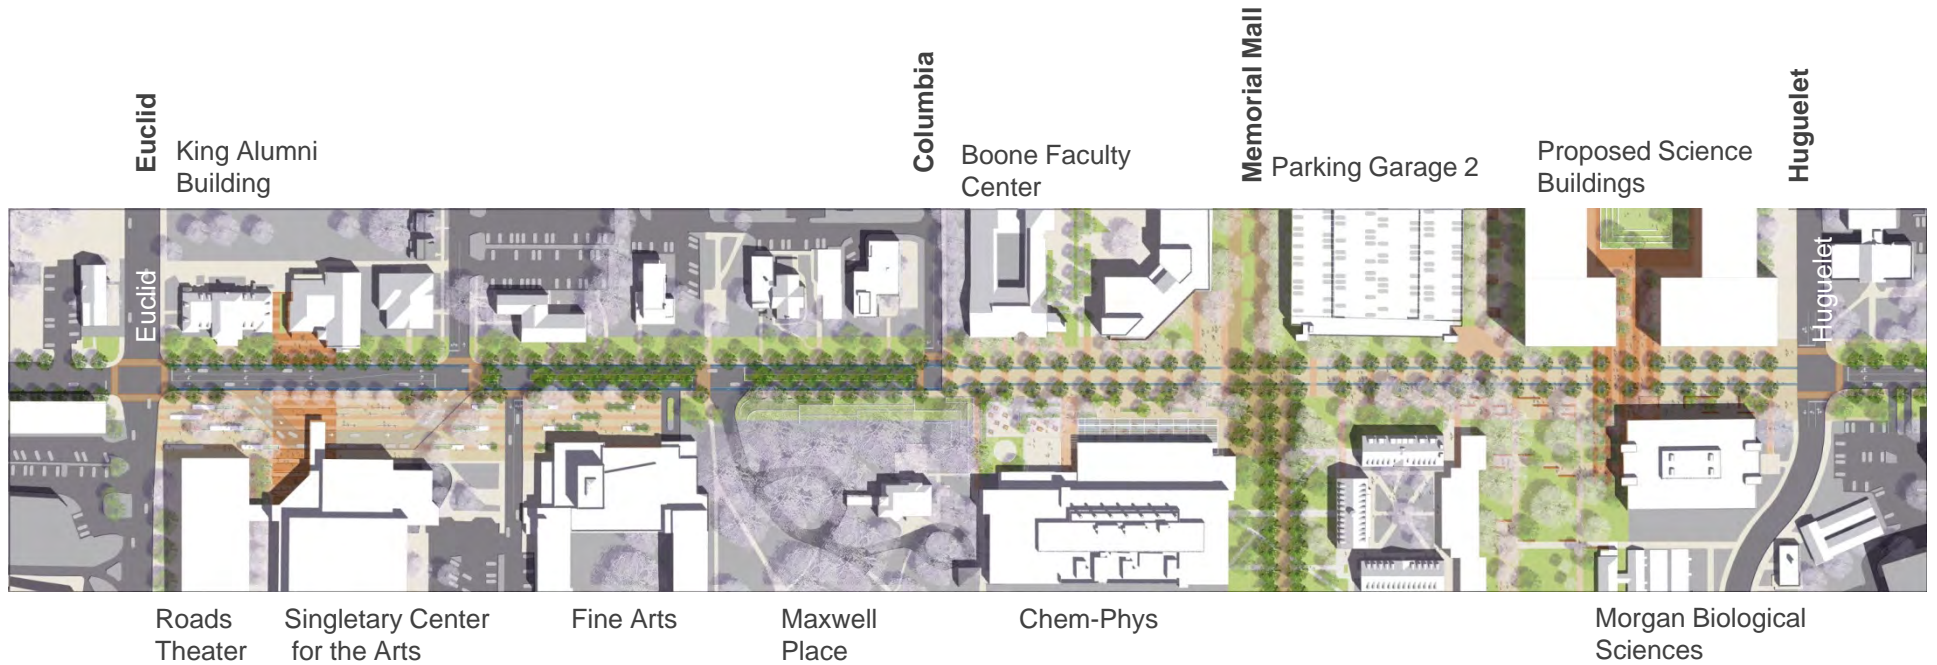 Euclid
King Alumni
Building
Columbia
Boone Faculty
Center
Memorial Mall
Parking Garage 2
Proposed Science
Buildings
Huguelet
Euclid
Huguelet
Roads
Theater
Singletary Center
for the Arts
Fine Arts
Maxwell
Place
Chem-Phys
Morgan Biological
Sciences